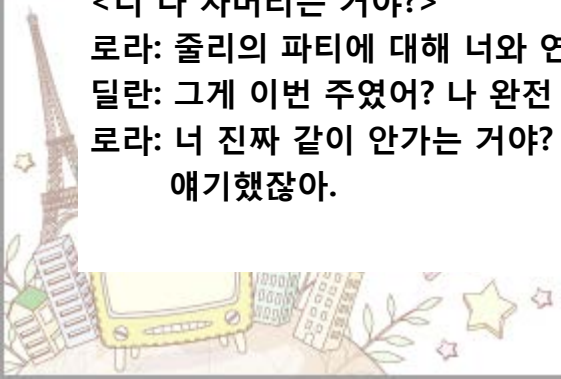 로라: 줄리의 파티에 대해 너와
딜란: 그게 이번 주였어? 나 완전
로라: 너 진짜 같이 안가는 거야?
얘기했잖아.